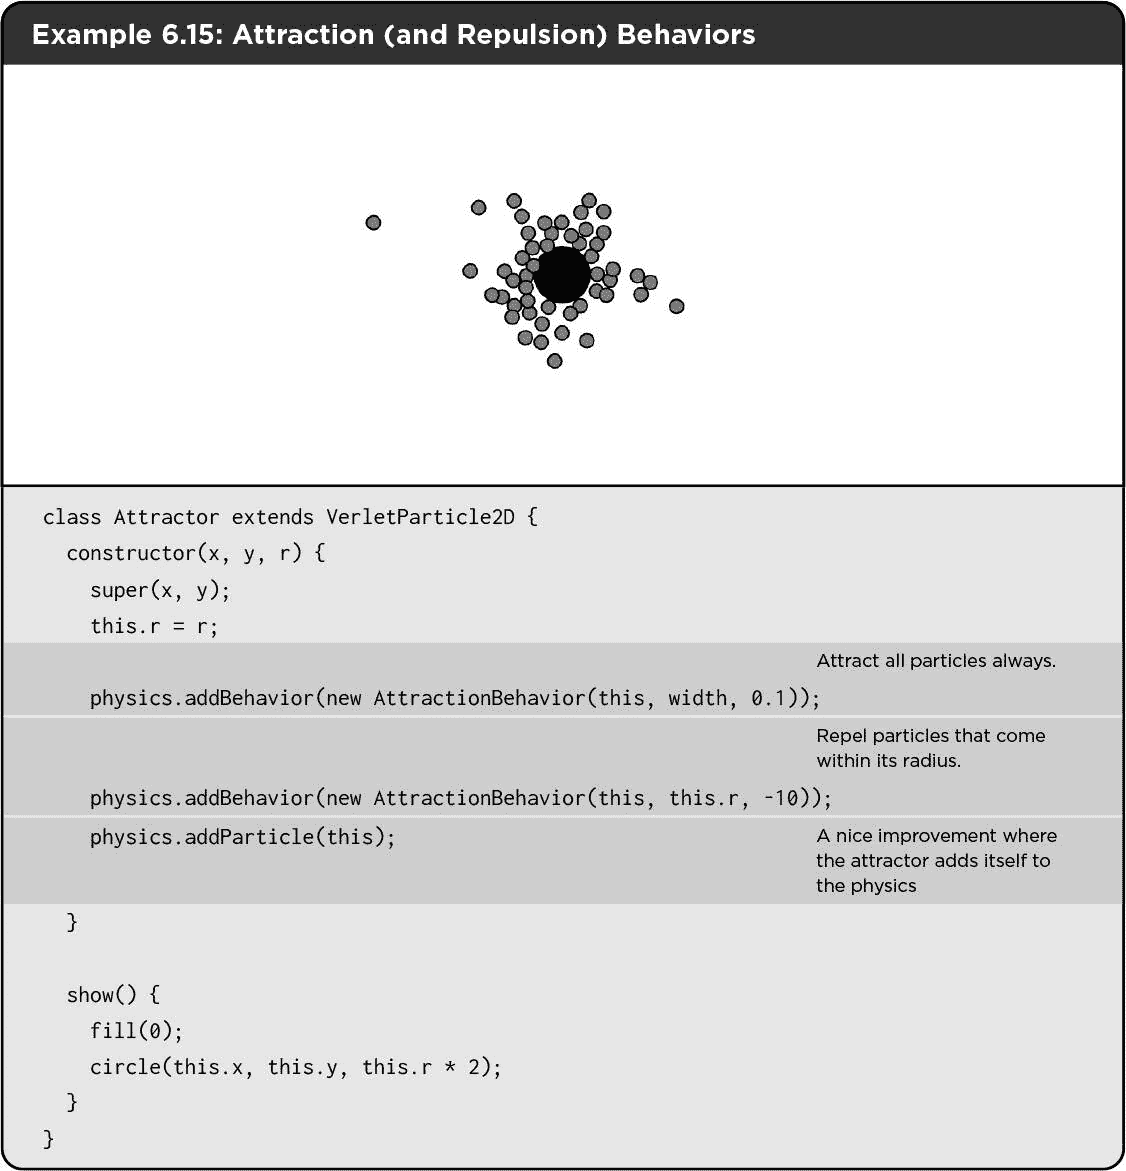 Example 6.15: Attraction (and Repulsion) Behaviors
class Attractor extends VerletParticle2D {
constructor(x, y, r) {
super(x, y);
this.r = r;
Attract all particles always.
physics.addBehavior(new AttractionBehavior(this, width, 0.1));
Repel particles that come
within its radius.
physics.addBehavior(new AttractionBehavior(this, this.r, -10));
physics.addParticle(this);
A nice improvement where
the attractor adds itself to
the physics
}
show() {
fill(0);
circle(this.x, this.y, this.r * 2);
}
}